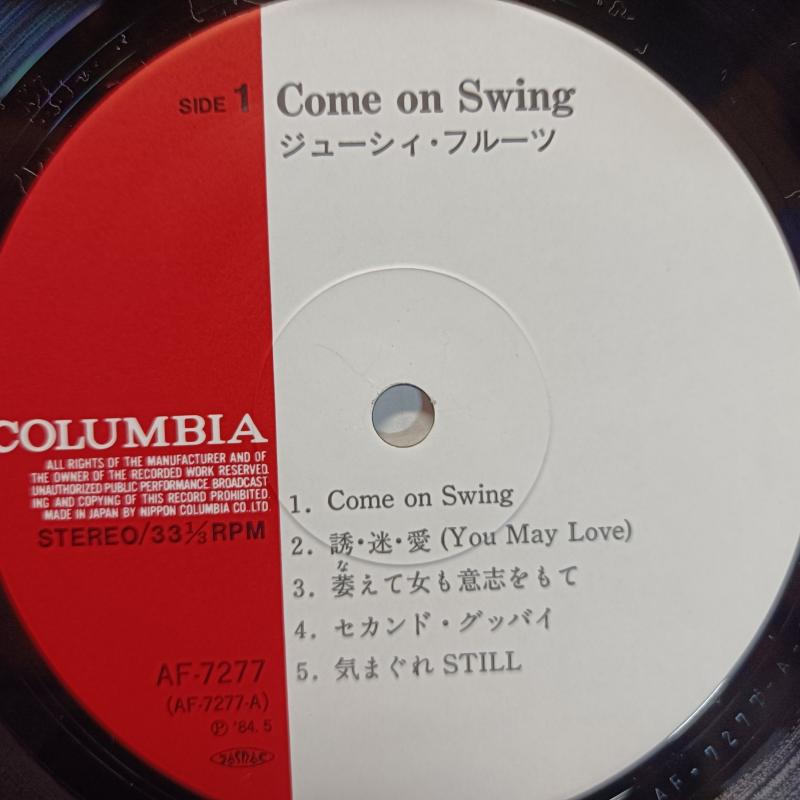 SIDE 1
Come on Swing
ジューシィ・フルーツ
COLUMBIA
ALL RIGHTS OF THE MANUFACTURER AND OF
THE OWNER OF THE RECORDED WORK RESERVED.
UNAUTHORIZED PUBLIC PERFORMANCE. BROADCAST
ING AND COPYING OF THIS RECORD PROHIBITED.
MADE IN JAPAN BY NIPPON COLUMBIA CO. LTD.
STEREO/33⅓RPM
1. Come on Swing
2. 誘・迷・愛 (You May Love)
な
3. 萎えて女も意志をもて
4. セカンド・グッバイ
5. 気まぐれ STILL
AF-7277
(AF-7277-A)
Ⓟ '84. 5
AF-7277-A